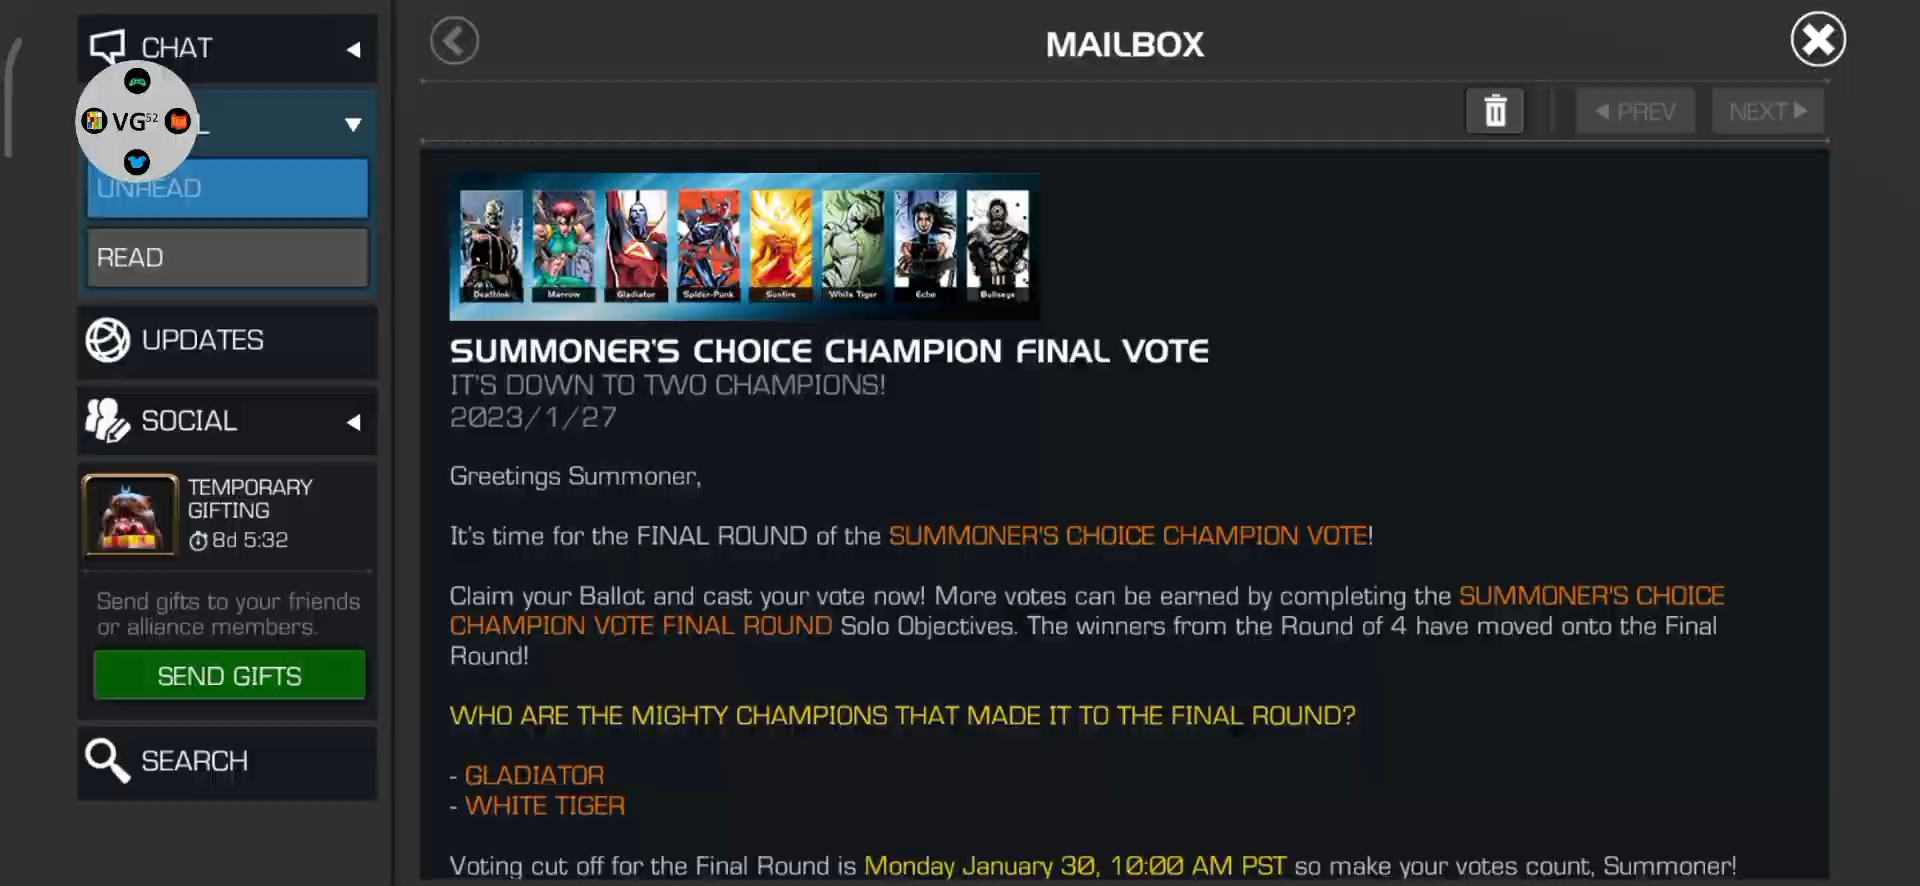 CHAT
MAILBOX
VG52
L
PREV
NEXT
UNREAD
READ
UPDATES
SOCIAL
TEMPORARY
GIFTING
8d 5:32
Send gifts to your friends
or alliance members.
SEND GIFTS
SEARCH
Deathlok Marrow Gladiator Spider-Punk Sunfire White Tiger Echo Bullseye
SUMMONER'S CHOICE CHAMPION FINAL VOTE
IT'S DOWN TO TWO CHAMPIONS!
2023/1/27
Greetings Summoner,
It's time for the FINAL ROUND of the SUMMONER'S CHOICE CHAMPION VOTE!
Claim your Ballot and cast your vote now! More votes can be earned by completing the SUMMONER'S CHOICE
CHAMPION VOTE FINAL ROUND Solo Objectives. The winners from the Round of 4 have moved onto the Final
Round!
WHO ARE THE MIGHTY CHAMPIONS THAT MADE IT TO THE FINAL ROUND?
- GLADIATOR
- WHITE TIGER
Voting cut off for the Final Round is Monday January 30, 10:00 AM PST so make your votes count, Summoner!